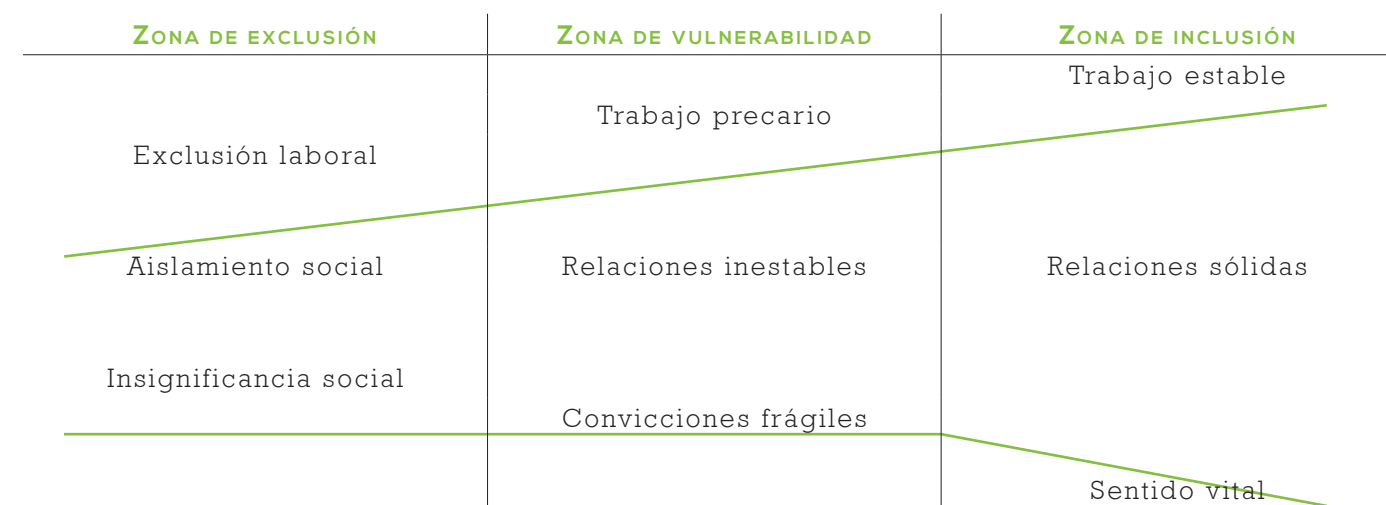 Zona de exclusión
Zona de vulnerabilidad
Zona de inclusión
Trabajo estable
Trabajo precario
Exclusión laboral
Aislamiento social
Relaciones inestables
Relaciones sólidas
Insignificancia social
Convicciones frágiles
Sentido vital